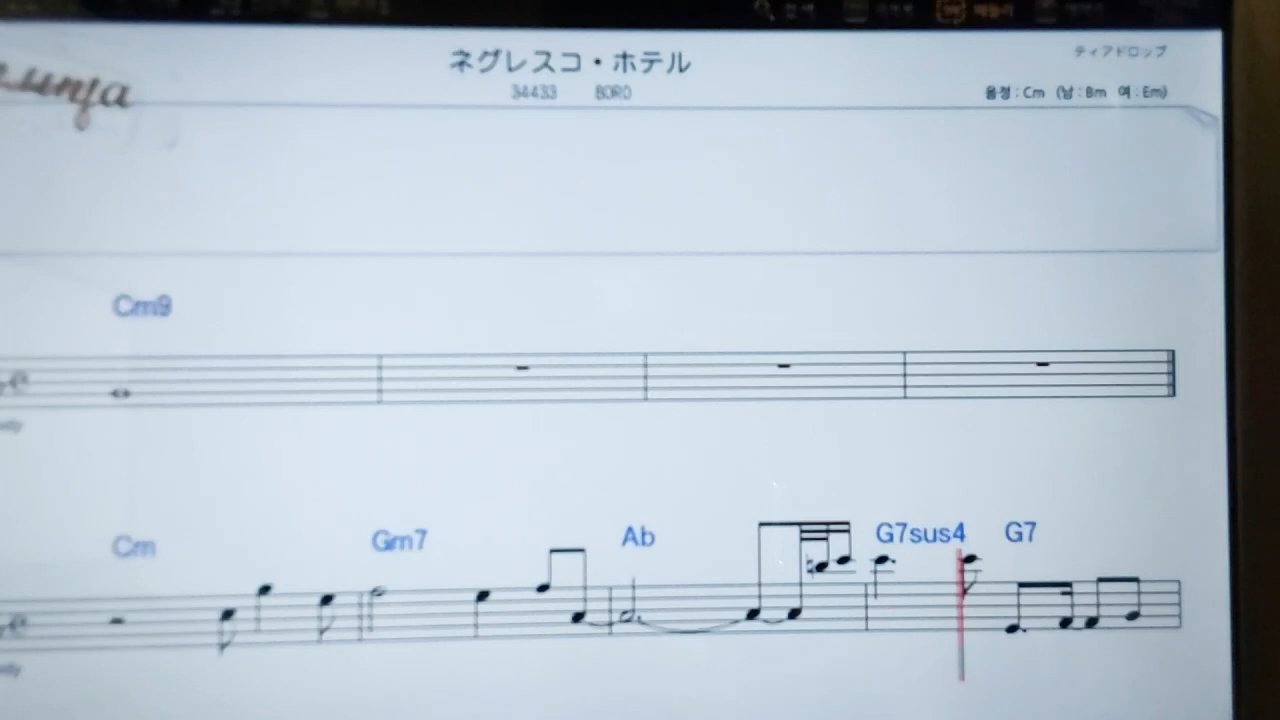 ネグレスコ・ホテル
ティアドロップ
34433 BORO
음정 : Cm (남 : Bm 여 : Em)
Cm9
Cm Gm7 Ab G7sus4 G7